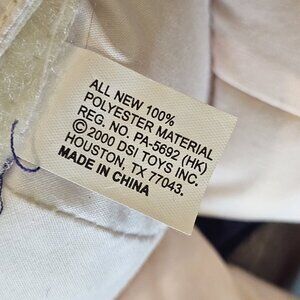 ALL NEW 100%
POLYESTER MATERIAL
REG. NO. PA-5692 (HK)
©2000 DSI TOYS INC.
HOUSTON, TX 77043.
MADE IN CHINA